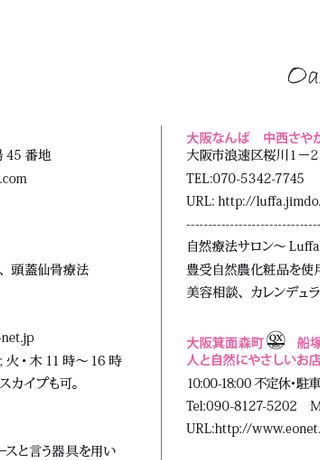 Oa
場 45 番地
.com
、頭蓋仙骨療法
-net.jp
; 火・木 11 時～ 16 時
スカイプも可。
ースと言う器具を用い
大阪なんば　中西さやか
大阪市浪速区桜川1－2
TEL:070-5342-7745
URL: http://luffa.jimdo.
自然療法サロン～ Luffa
豊受自然農化粧品を使用
美容相談、カレンデュラ
大阪箕面森町 QX 船塚
人と自然にやさしいお店
10:00-18:00 不定休・駐車
Tel:090-8127-5202 M
URL:http://www.eonet.